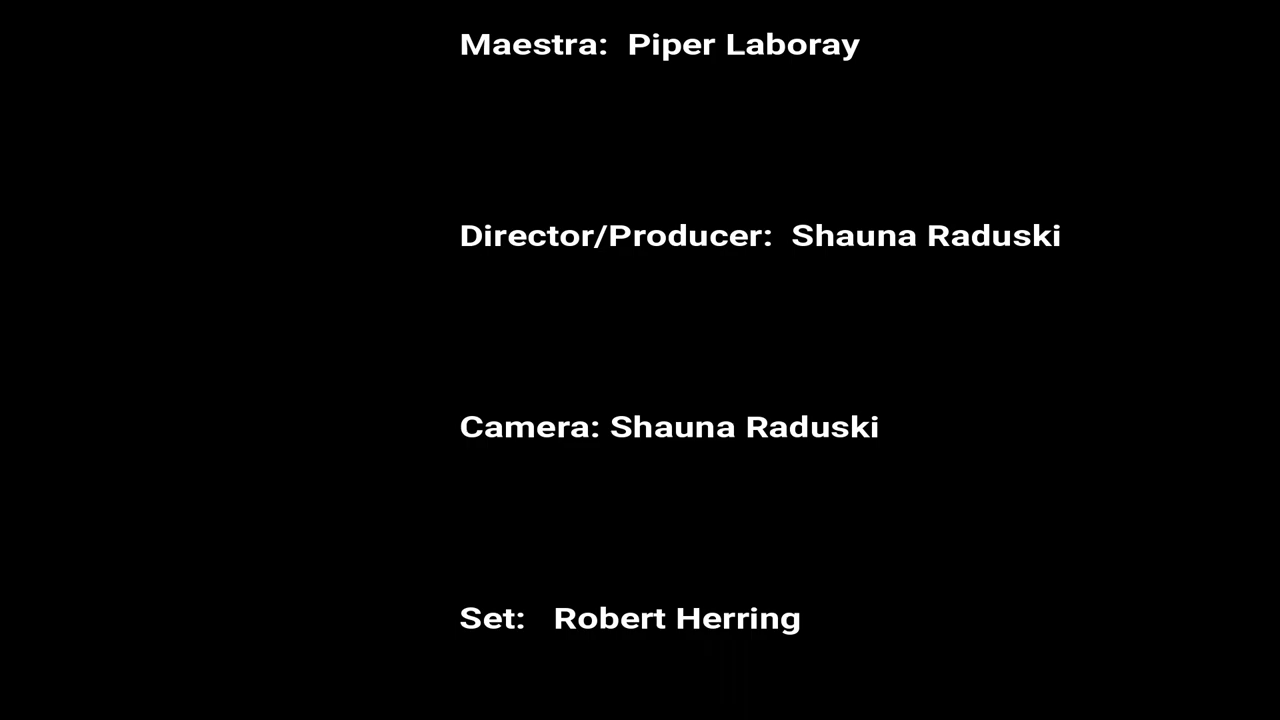 Maestra:  Piper Laboray
Director/Producer:  Shauna Raduski
Camera: Shauna Raduski
Set:   Robert Herring